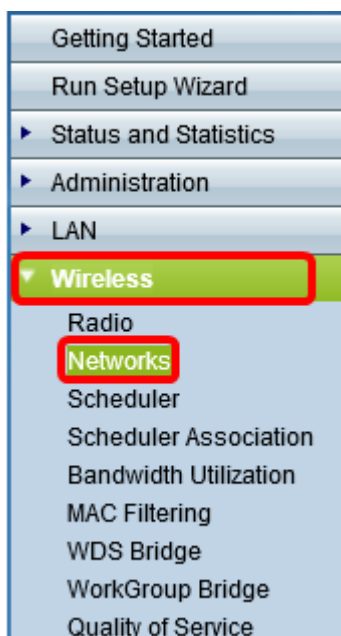 Getting Started
Run Setup Wizard
Status and Statistics
Administration
LAN
Wireless
Radio
Networks
Scheduler
Scheduler Association
Bandwidth Utilization
MAC Filtering
WDS Bridge
WorkGroup Bridge
Quality of Service